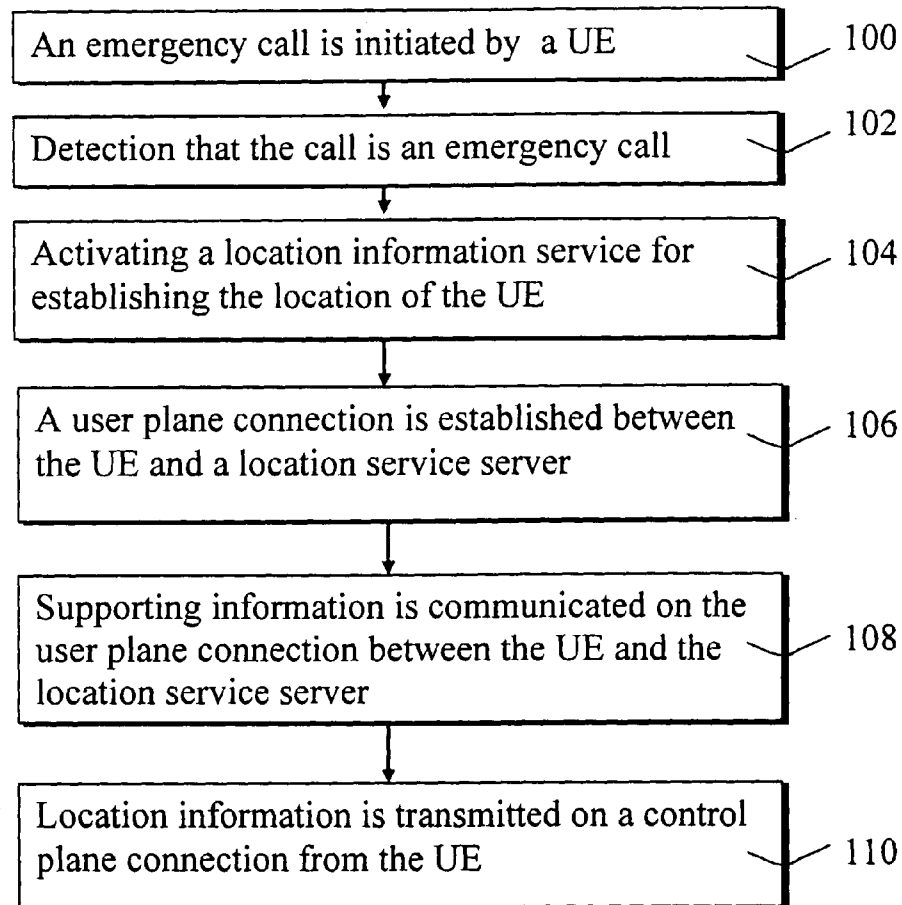 An emergency call is initiated by a UE
100
Detection that the call is an emergency call
102
Activating a location information service for
establishing the location of the UE
104
A user plane connection is established between
the UE and a location service server
106
Supporting information is communicated on the
user plane connection between the UE and the
location service server
108
Location information is transmitted on a control
plane connection from the UE
110